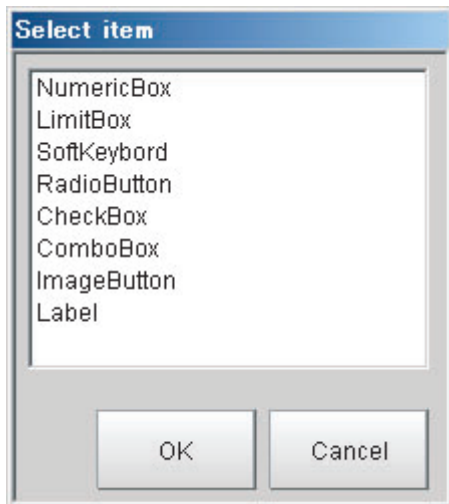 Select item
NumericBox
LimitBox
SoftKeybord
RadioButton
CheckBox
ComboBox
ImageButton
Label
OK Cancel